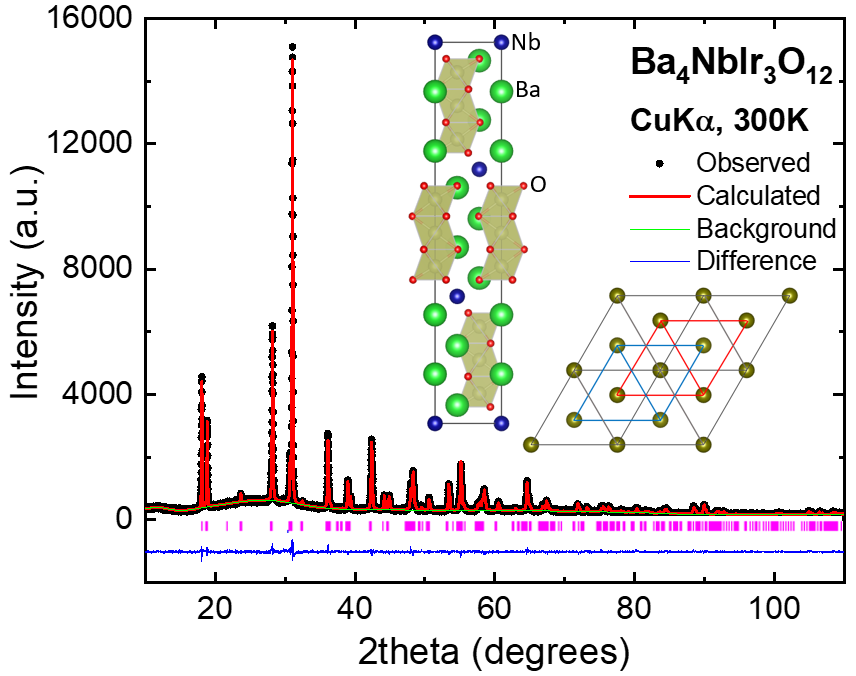 16000
12000
8000
4000
0
Intensity (a.u.)
20
40
60
80
100
2theta (degrees)
Nb
Ba
O
Ba4NbIr3O12
CuKα, 300K
Observed
Calculated
Background
Difference